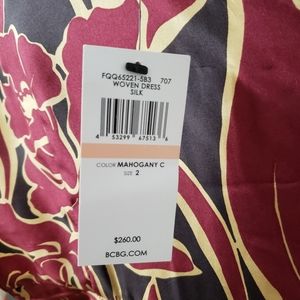 FQQ65221-5B3 707
WOVEN DRESS
SILK
4 53299 67513 6
COLOR MAHOGANY C
SIZE 2
$260.00
BCBG.COM